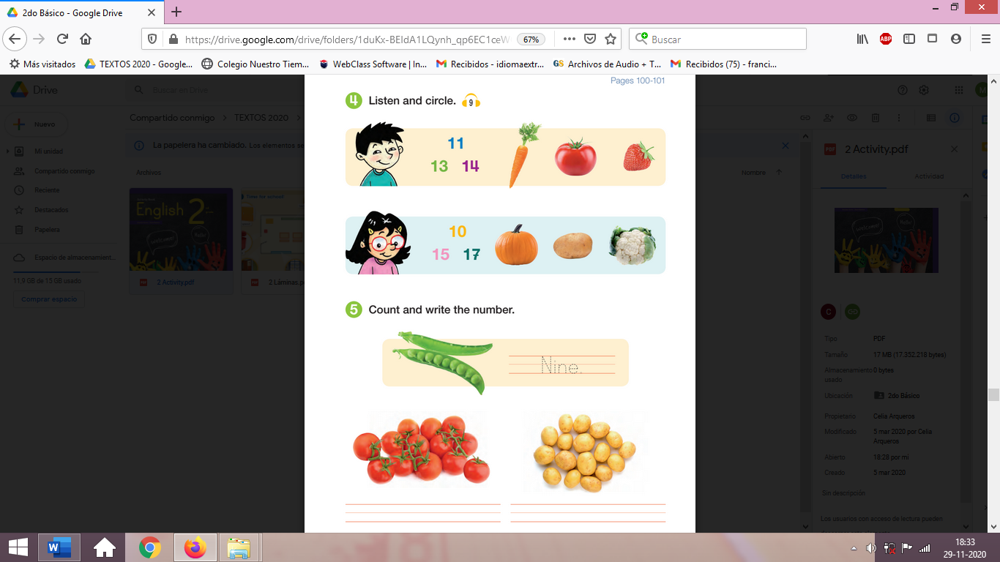 2do Básico - Google Drive
https://drive.google.com/drive/folders/1duKx-BEIdA1LQynh_qp6EC1ceW
67%
Buscar
ABP
Más visitados
TEXTOS 2020 - Google...
Colegio Nuestro Tiem...
WebClass Software | In...
Recibidos - idiomaextr...
GS
Archivos de Audio + T...
Recibidos (75) - franci...
Drive
Buscar en Drive
Nuevo
Mi unidad
Compartido conmigo
Reciente
Destacados
Papelera
Espacio de almacenamient...
11.9 GB de 15 GB usado
Comprar espacio
Compartido conmigo
TEXTOS 2020
La papelera ha cambiado. Los elementos se
Archivos
Nombre
English 2
2 Activity.pdf
2 Láminas.p
Pages 100-101
4 Listen and circle. 9
11
13 14
10
15 17
5 Count and write the number.
Nine.
2 Activity.pdf
Detalles
Actividad
C
Tipo PDF
Tamaño 17 MB (17.352.218 bytes)
Almacenamiento usado 0 bytes
Ubicación 2do Básico
Propietario Celia Arqueros
Modificado 5 mar 2020 por Celia Arqueros
Abierto 18:28 por mí
Creado 5 mar 2020
Sin descripción
Los usuarios con acceso de lectura pueden
18:33
29-11-2020